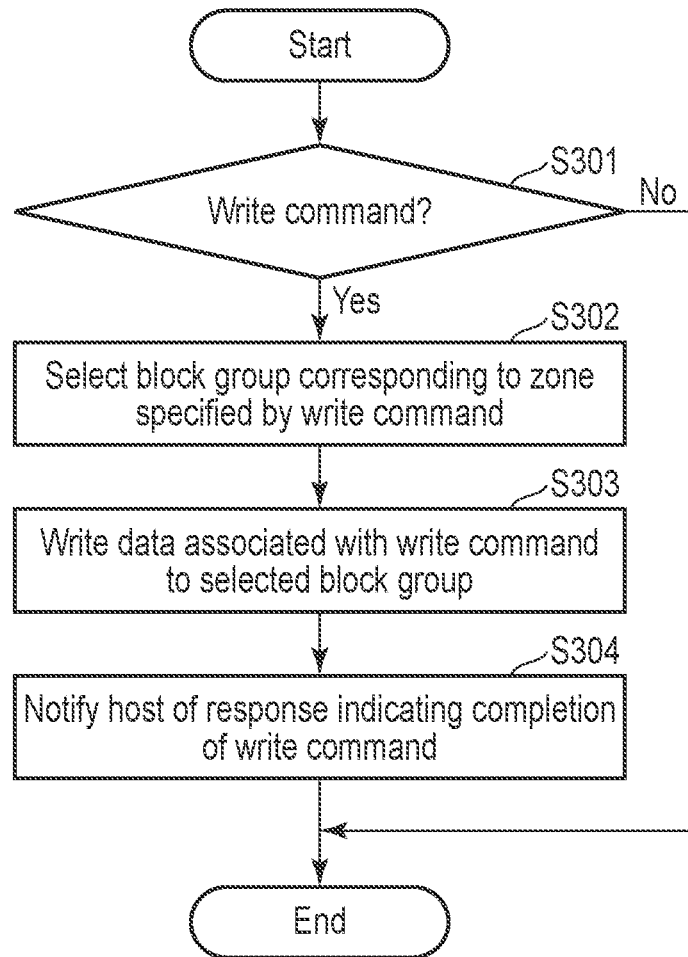 Start
S301
Write command?
No
Yes
S302
Select block group corresponding to zone
specified by write command
S303
Write data associated with write command
to selected block group
S304
Notify host of response indicating completion
of write command
End